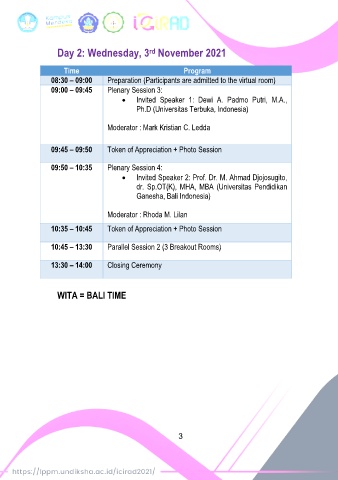 iCIRAD
Day 2: Wednesday, 3rd November 2021
Time Program
08:30 – 09:00 Preparation (Participants are admitted to the virtual room)
09:00 – 09:45 Plenary Session 3:
• Invited Speaker 1: Dewi A. Padmo Putri, M.A.,
Ph.D (Universitas Terbuka, Indonesia)
Moderator : Mark Kristian C. Ledda
09:45 – 09:50 Token of Appreciation + Photo Session
09:50 – 10:35 Plenary Session 4:
• Invited Speaker 2: Prof. Dr. M. Ahmad Djojosugito,
dr. Sp.OT(K), MHA, MBA (Universitas Pendidikan
Ganesha, Bali Indonesia)
Moderator : Rhoda M. Lilan
10:35 – 10:45 Token of Appreciation + Photo Session
10:45 – 13:30 Parallel Session 2 (3 Breakout Rooms)
13:30 – 14:00 Closing Ceremony
WITA = BALI TIME
3
https://lppm.undiksha.ac.id/icirad2021/